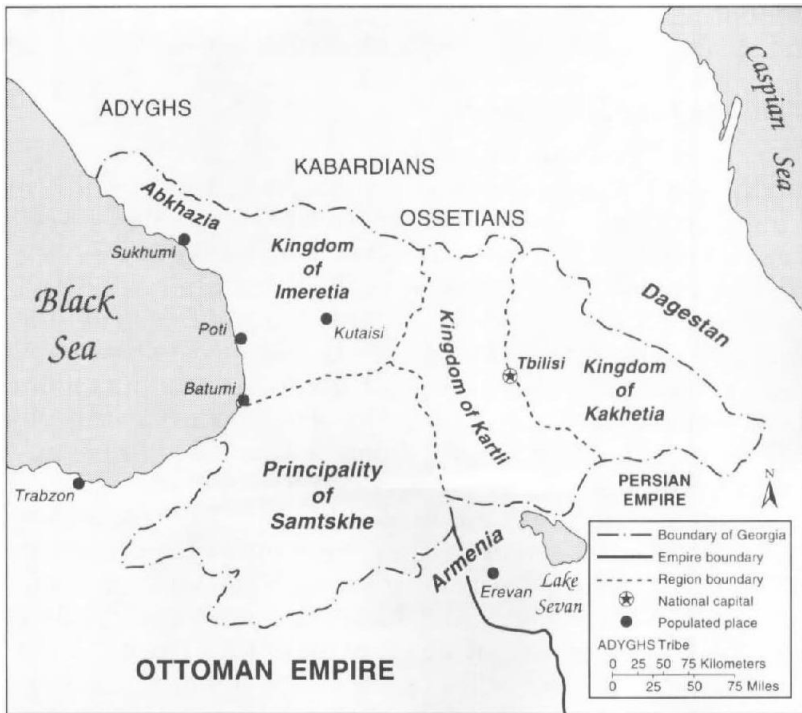 Caspian Sea
ADYGHS
KABARDIANS
OSSETIANS
Abkhazia
Sukhumi
Kingdom
of
Imeretia
Black
Sea
Poti
Kutaisi
Batumi
Kingdom of Kartli
Tbilisi
Dagestan
Kingdom
of
Kakhetia
Trabzon
Principality
of
Samtskhe
PERSIAN
EMPIRE
N
Armenia
Erevan
Lake
Sevan
OTTOMAN EMPIRE
Boundary of Georgia
Empire boundary
Region boundary
National capital
Populated place
ADYGHS Tribe
0 25 50 75 Kilometers
0 25 50 75 Miles